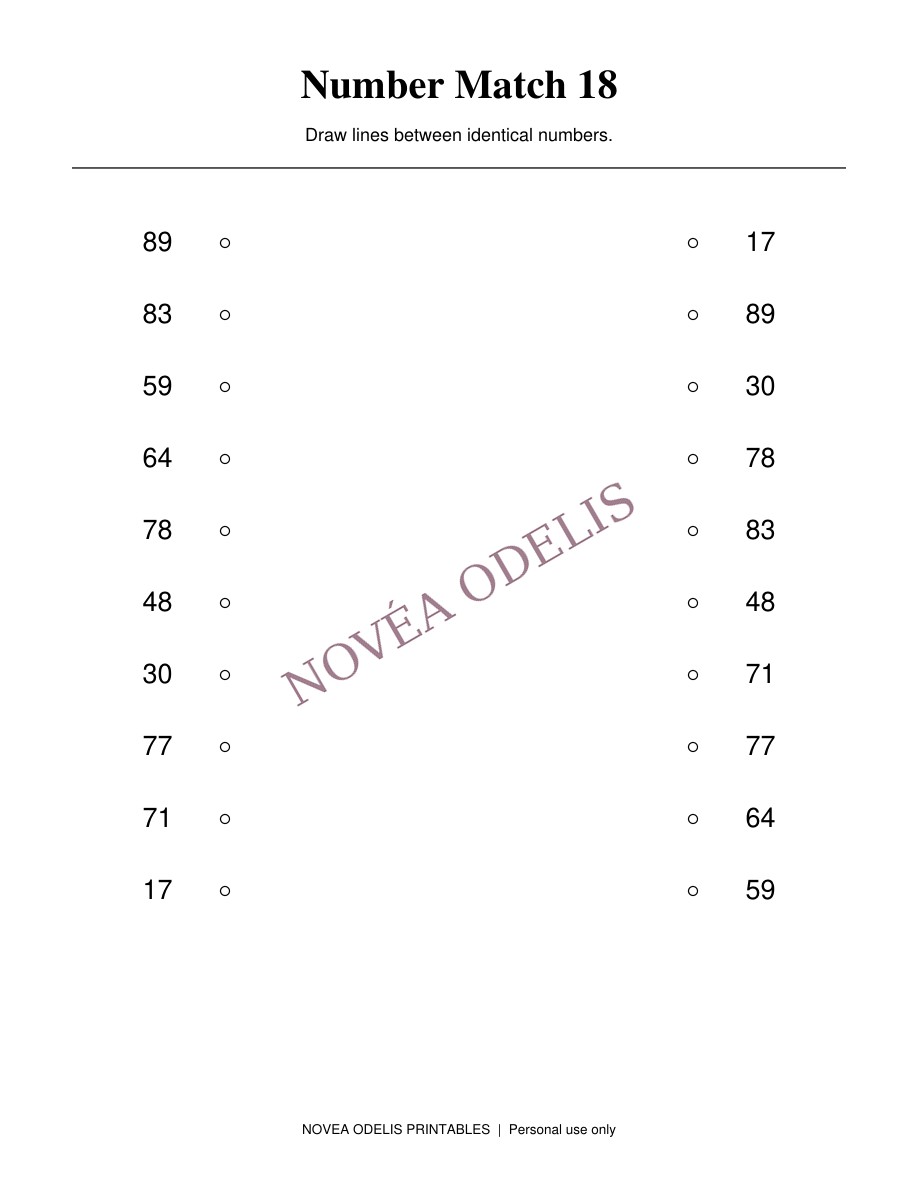 Number Match 18
Draw lines between identical numbers.
89 17
83 89
59 30
64 78
78 83
48 48
30 71
77 77
71 64
17 59
NOVÉA ODELIS
NOVEA ODELIS PRINTABLES | Personal use only